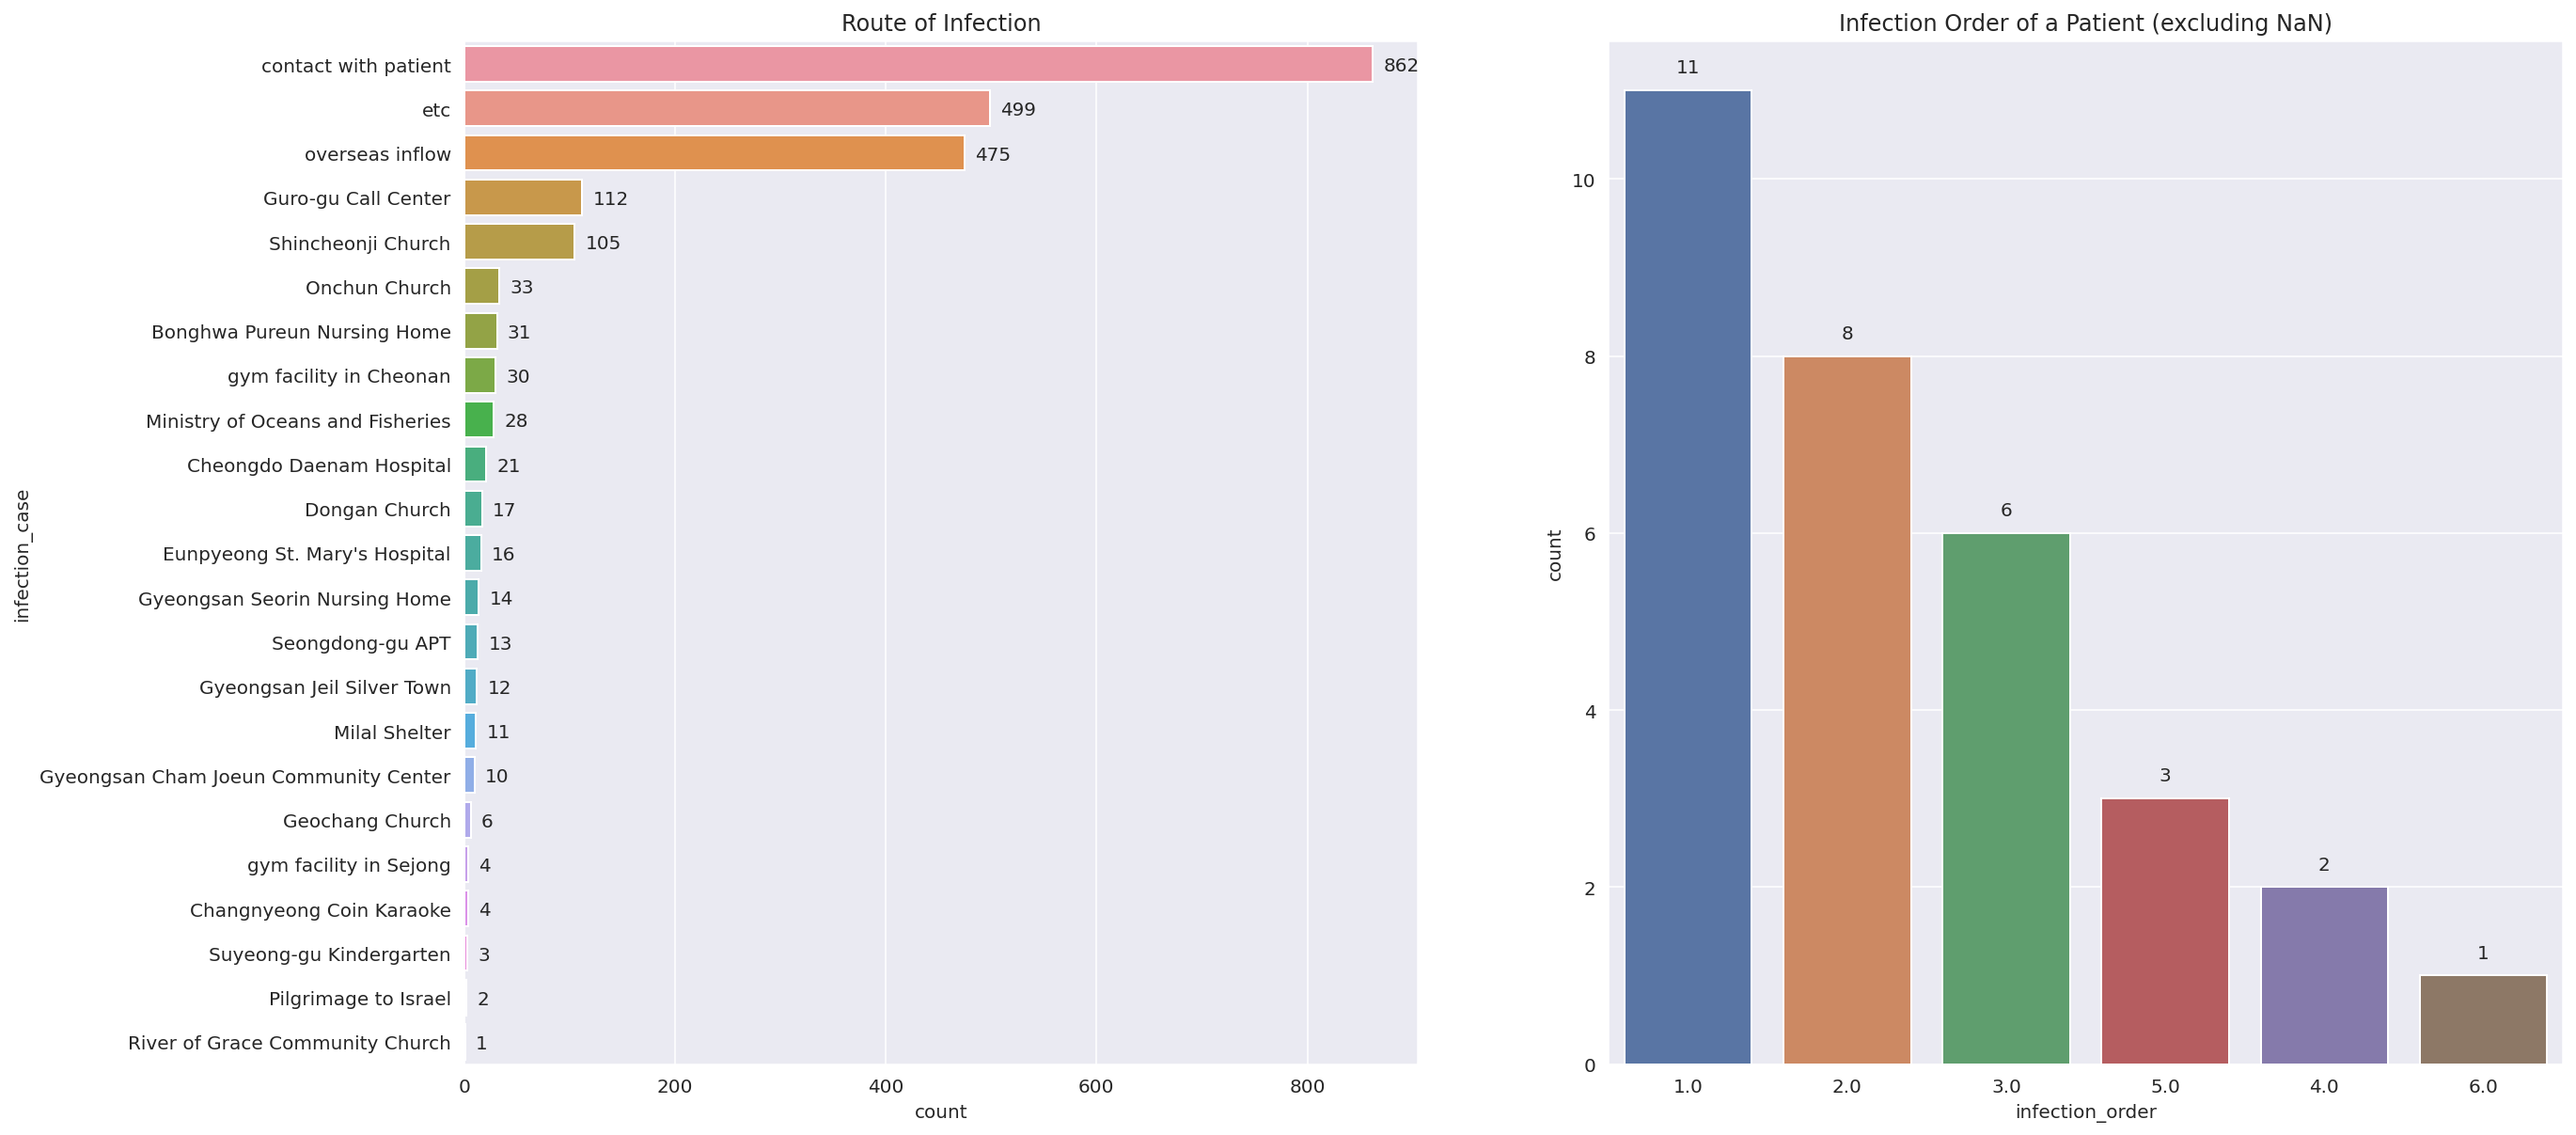 Route of Infection
contact with patient 862
etc 499
overseas inflow 475
Guro-gu Call Center 112
Shincheonji Church 105
Onchun Church 33
Bonghwa Pureun Nursing Home 31
gym facility in Cheonan 30
Ministry of Oceans and Fisheries 28
Cheongdo Daenam Hospital 21
Dongan Church 17
Eunpyeong St. Mary's Hospital 16
Gyeongsan Seorin Nursing Home 14
Seongdong-gu APT 13
Gyeongsan Jeil Silver Town 12
Milal Shelter 11
Gyeongsan Cham Joeun Community Center 10
Geochang Church 6
gym facility in Sejong 4
Changnyeong Coin Karaoke 4
Suyeong-gu Kindergarten 3
Pilgrimage to Israel 2
River of Grace Community Church 1
infection_case
0 200 400 600 800
count
Infection Order of a Patient (excluding NaN)
11
8
6
3
2
1
10
8
6
4
2
0
count
1.0 2.0 3.0 5.0 4.0 6.0
infection_order